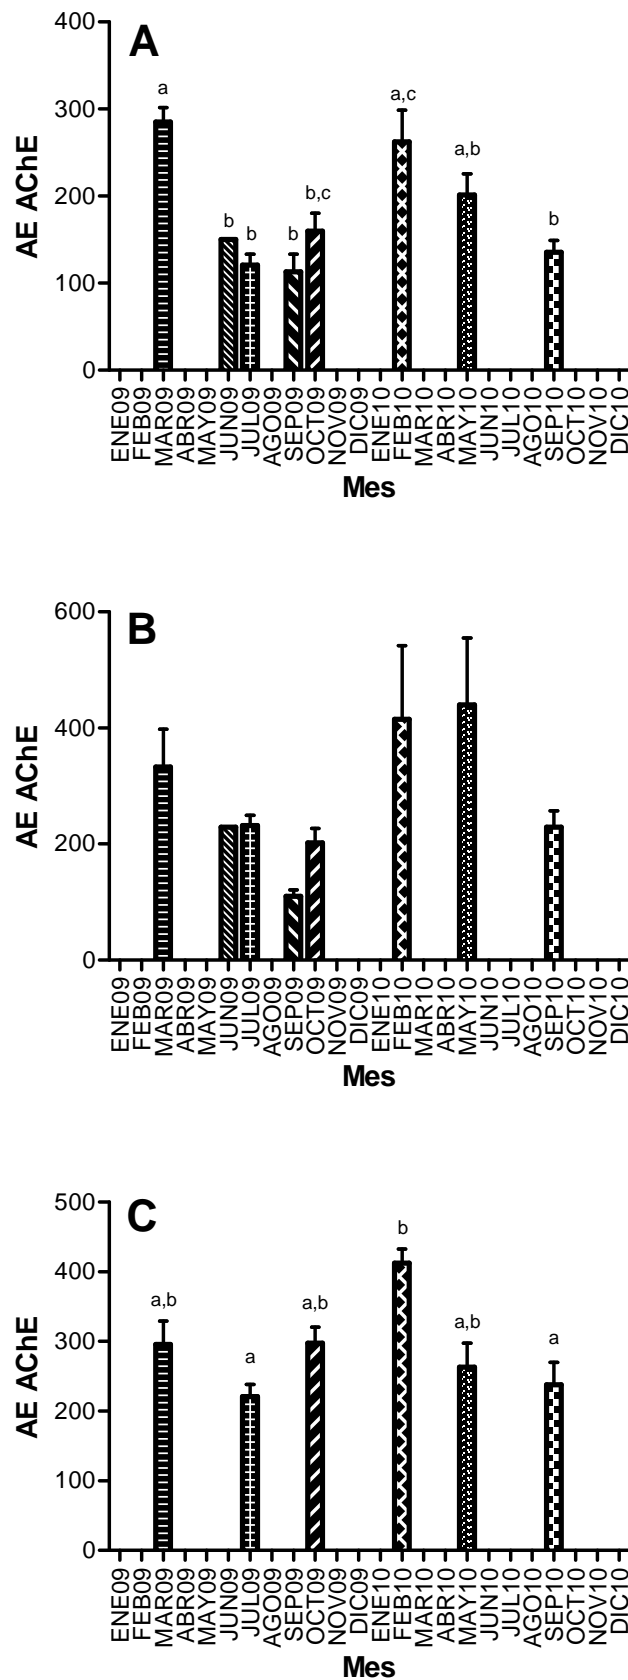 A
AE AChE
400
300
200
100
0
a
b
b
b
b,c
a,c
a,b
b
ENE09
FEB09
MAR09
ABR09
MAY09
JUN09
JUL09
AGO09
SEP09
OCT09
NOV09
DIC09
ENE10
FEB10
MAR10
ABR10
MAY10
JUN10
JUL10
AGO10
SEP10
OCT10
NOV10
DIC10
Mes
B
AE AChE
600
400
200
0
ENE09
FEB09
MAR09
ABR09
MAY09
JUN09
JUL09
AGO09
SEP09
OCT09
NOV09
DIC09
ENE10
FEB10
MAR10
ABR10
MAY10
JUN10
JUL10
AGO10
SEP10
OCT10
NOV10
DIC10
Mes
C
AE AChE
500
400
300
200
100
0
a,b
a
a,b
b
a,b
a
ENE09
FEB09
MAR09
ABR09
MAY09
JUN09
JUL09
AGO09
SEP09
OCT09
NOV09
DIC09
ENE10
FEB10
MAR10
ABR10
MAY10
JUN10
JUL10
AGO10
SEP10
OCT10
NOV10
DIC10
Mes